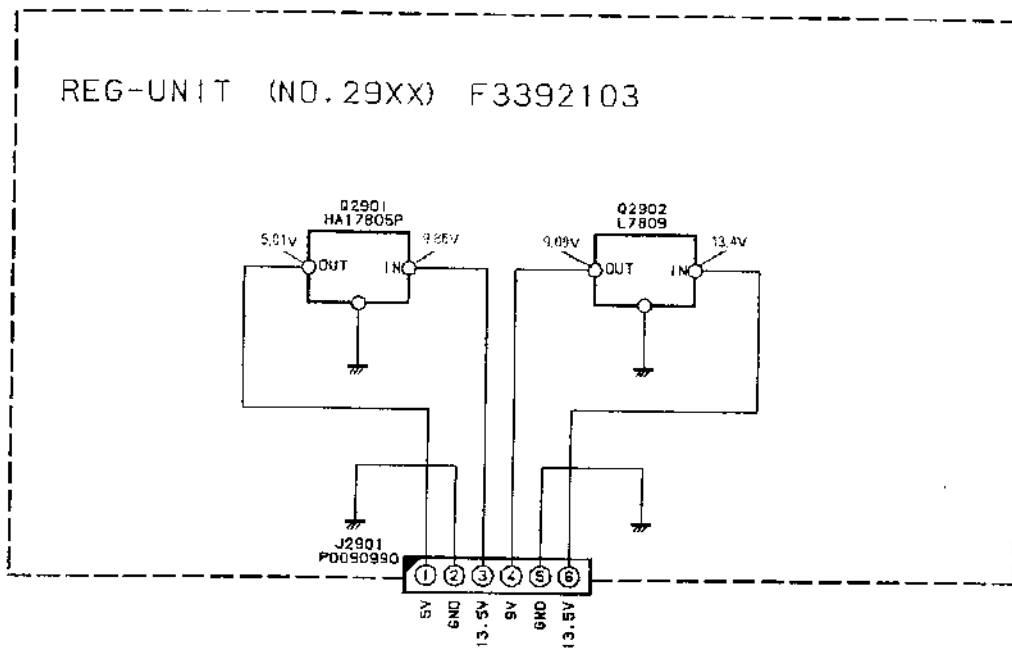 REG-UNIT (NO.29XX) F3392103
Q2901
HA17805P
5.01V
9.86V
OUT
IN
Q2902
L7809
9.09V
13.4V
OUT
IN
J2901
P0090990
1 2 3 4 5 6
5V
GND
13.5V
9V
GND
13.5V